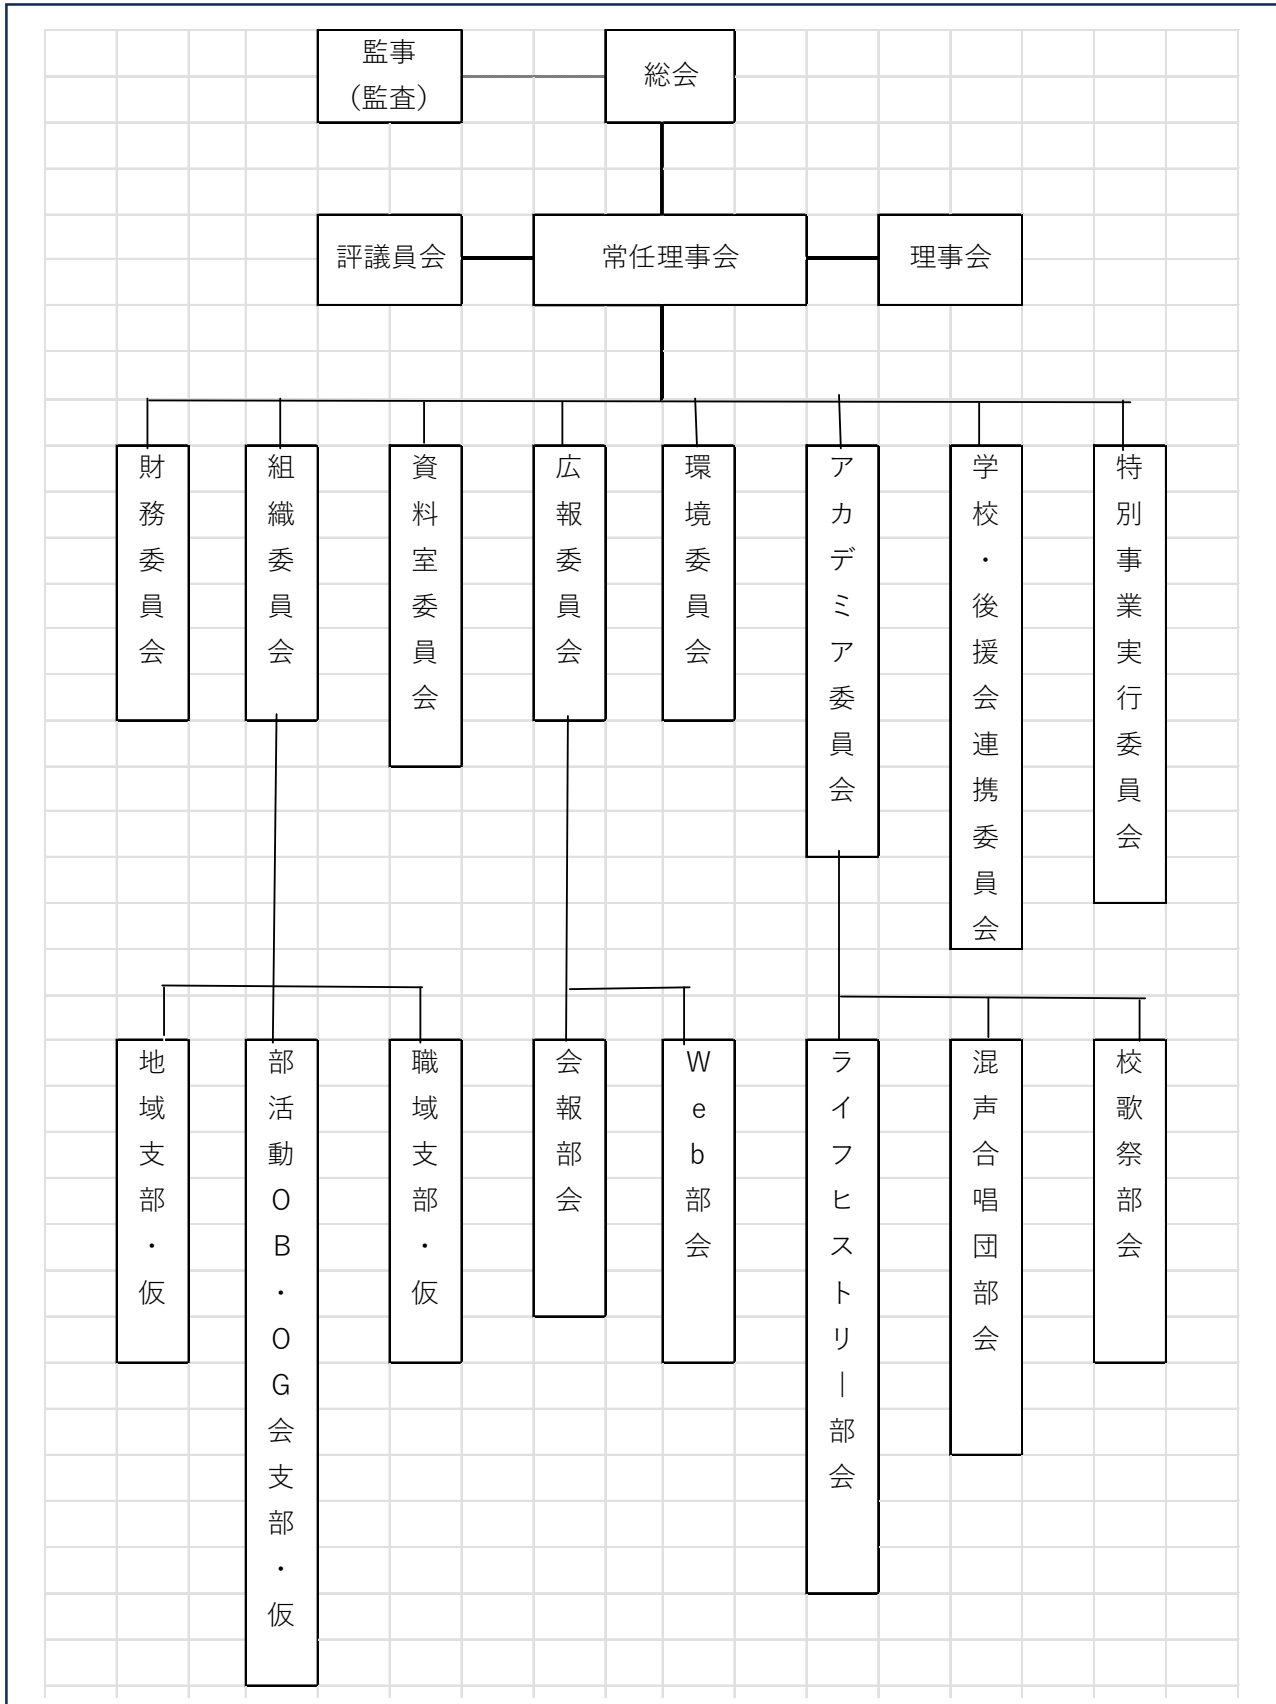 監事
（監査）
総会
評議員会
常任理事会
理事会
財務委員会
組織委員会
資料室委員会
広報委員会
環境委員会
アカデミア委員会
学校・後援会連携委員会
特別事業実行委員会
地域支部・仮
部活動ＯＢ・ＯＧ会支部・仮
職域支部・仮
会報部会
Ｗｅｂ部会
ライフヒストリー部会
混声合唱団部会
校歌祭部会